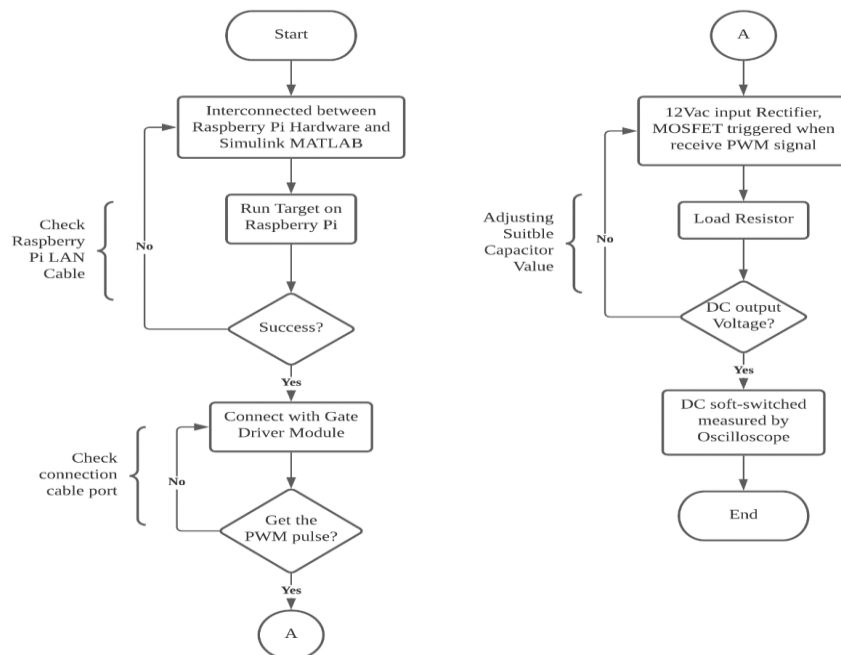 Start
Interconnected between
Raspberry Pi Hardware and
Simulink MATLAB
Run Target on
Raspberry Pi
Check
Raspberry
Pi LAN
Cable
No
Success?
Yes
Connect with Gate
Driver Module
Check
connection
cable port
No
Get the
PWM pulse?
Yes
A
A
12Vac input Rectifier,
MOSFET triggered when
receive PWM signal
Load Resistor
Adjusting
Suitble
Capacitor
Value
No
DC output
Voltage?
Yes
DC soft-switched
measured by
Oscilloscope
End